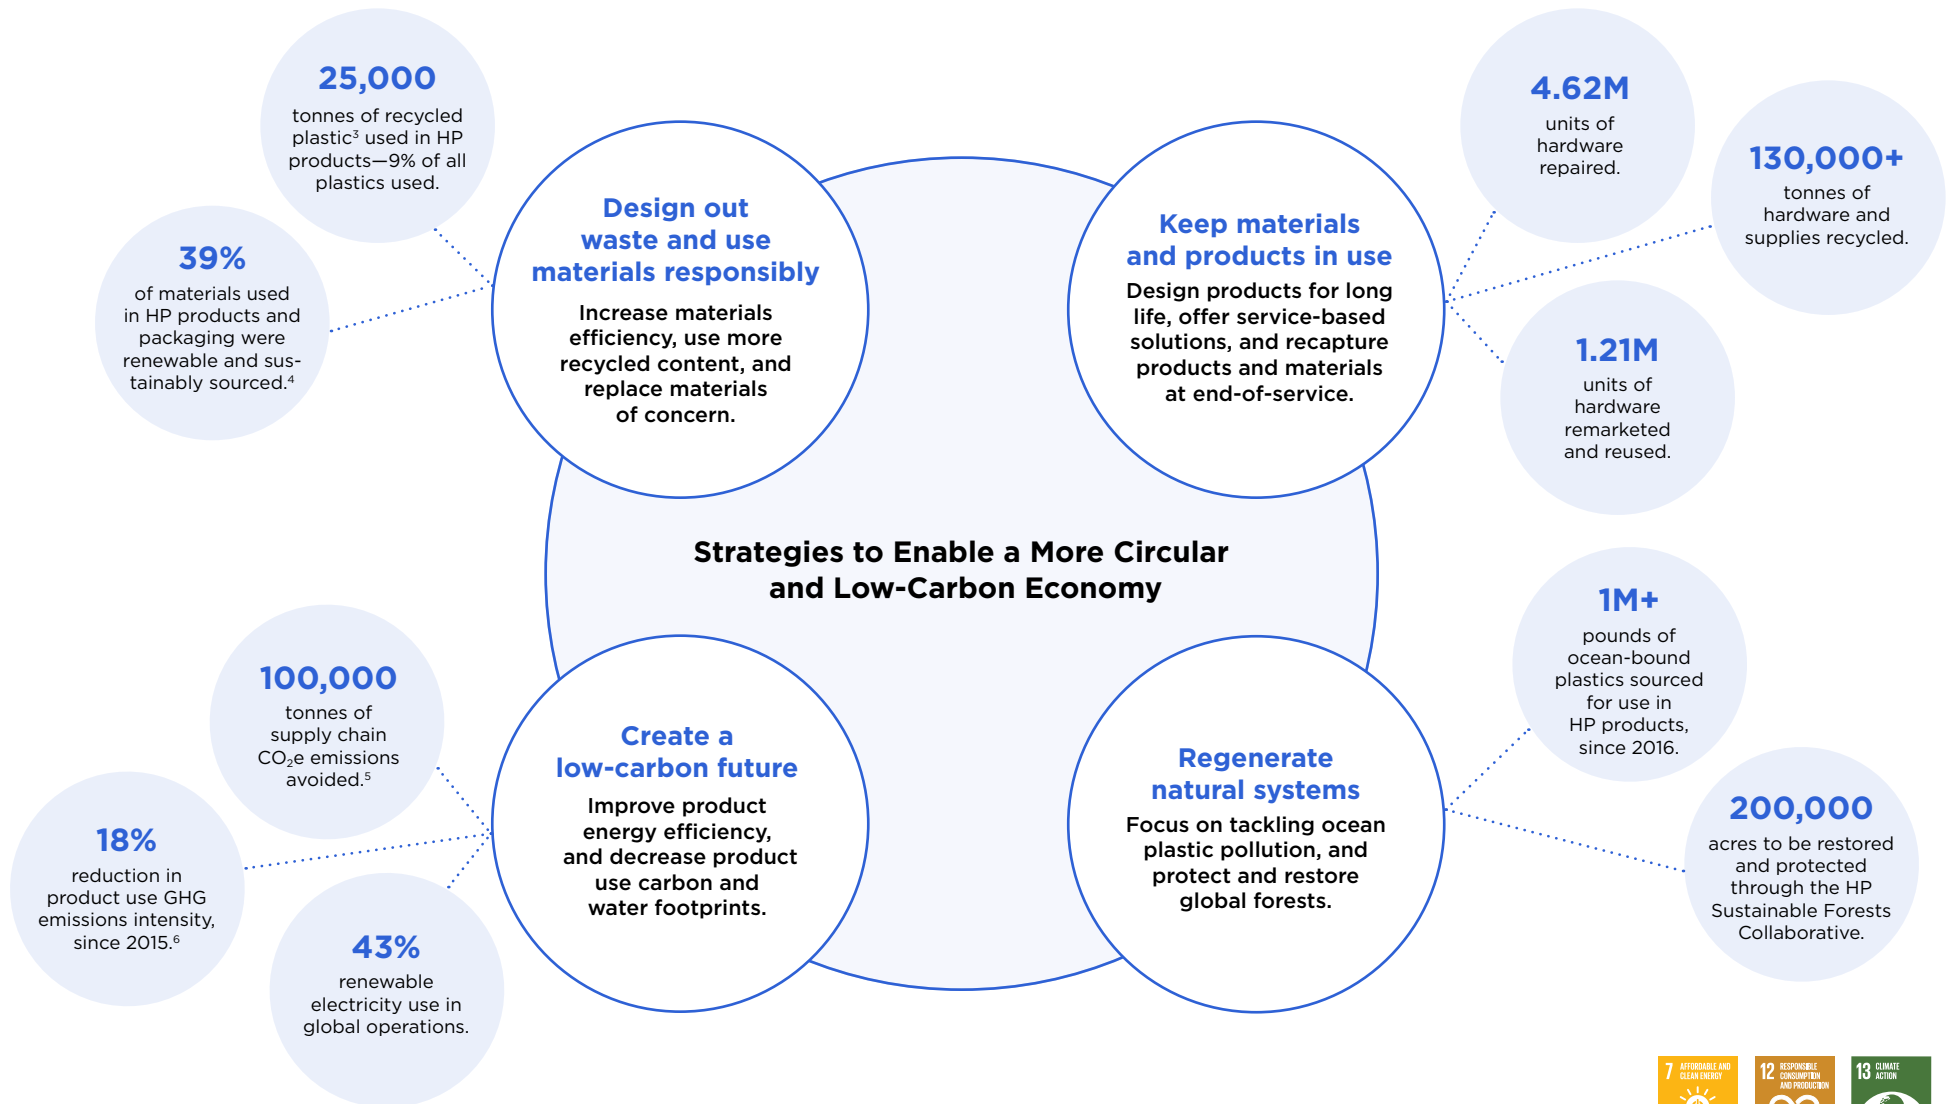 25,000
tonnes of recycled
plastic³ used in HP
products—9% of all
plastics used.
39%
of materials used
in HP products and
packaging were
renewable and sus-
tainably sourced.⁴
Design out
waste and use
materials responsibly
Increase materials
efficiency, use more
recycled content, and
replace materials
of concern.
Keep materials
and products in use
Design products for long
life, offer service-based
solutions, and recapture
products and materials
at end-of-service.
4.62M
units of
hardware
repaired.
130,000+
tonnes of
hardware and
supplies recycled.
1.21M
units of
hardware
remarketed
and reused.
Strategies to Enable a More Circular
and Low-Carbon Economy
100,000
tonnes of
supply chain
CO₂e emissions
avoided.⁵
18%
reduction in
product use GHG
emissions intensity,
since 2015.⁶
43%
renewable
electricity use in
global operations.
Create a
low-carbon future
Improve product
energy efficiency,
and decrease product
use carbon and
water footprints.
Regenerate
natural systems
Focus on tackling ocean
plastic pollution, and
protect and restore
global forests.
1M+
pounds of
ocean-bound
plastics sourced
for use in
HP products,
since 2016.
200,000
acres to be restored
and protected
through the HP
Sustainable Forests
Collaborative.
7 AFFORDABLE AND
CLEAN ENERGY
12 RESPONSIBLE
CONSUMPTION
AND PRODUCTION
13 CLIMATE
ACTION